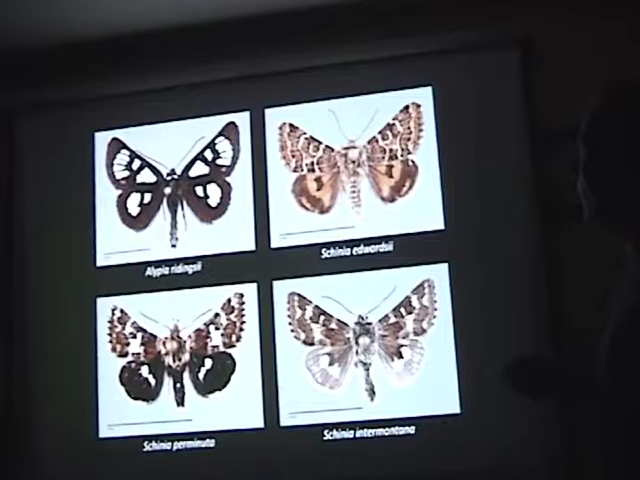 Alypia ridingsii
Schinia edwardsii
Schinia perminuta
Schinia intermontana